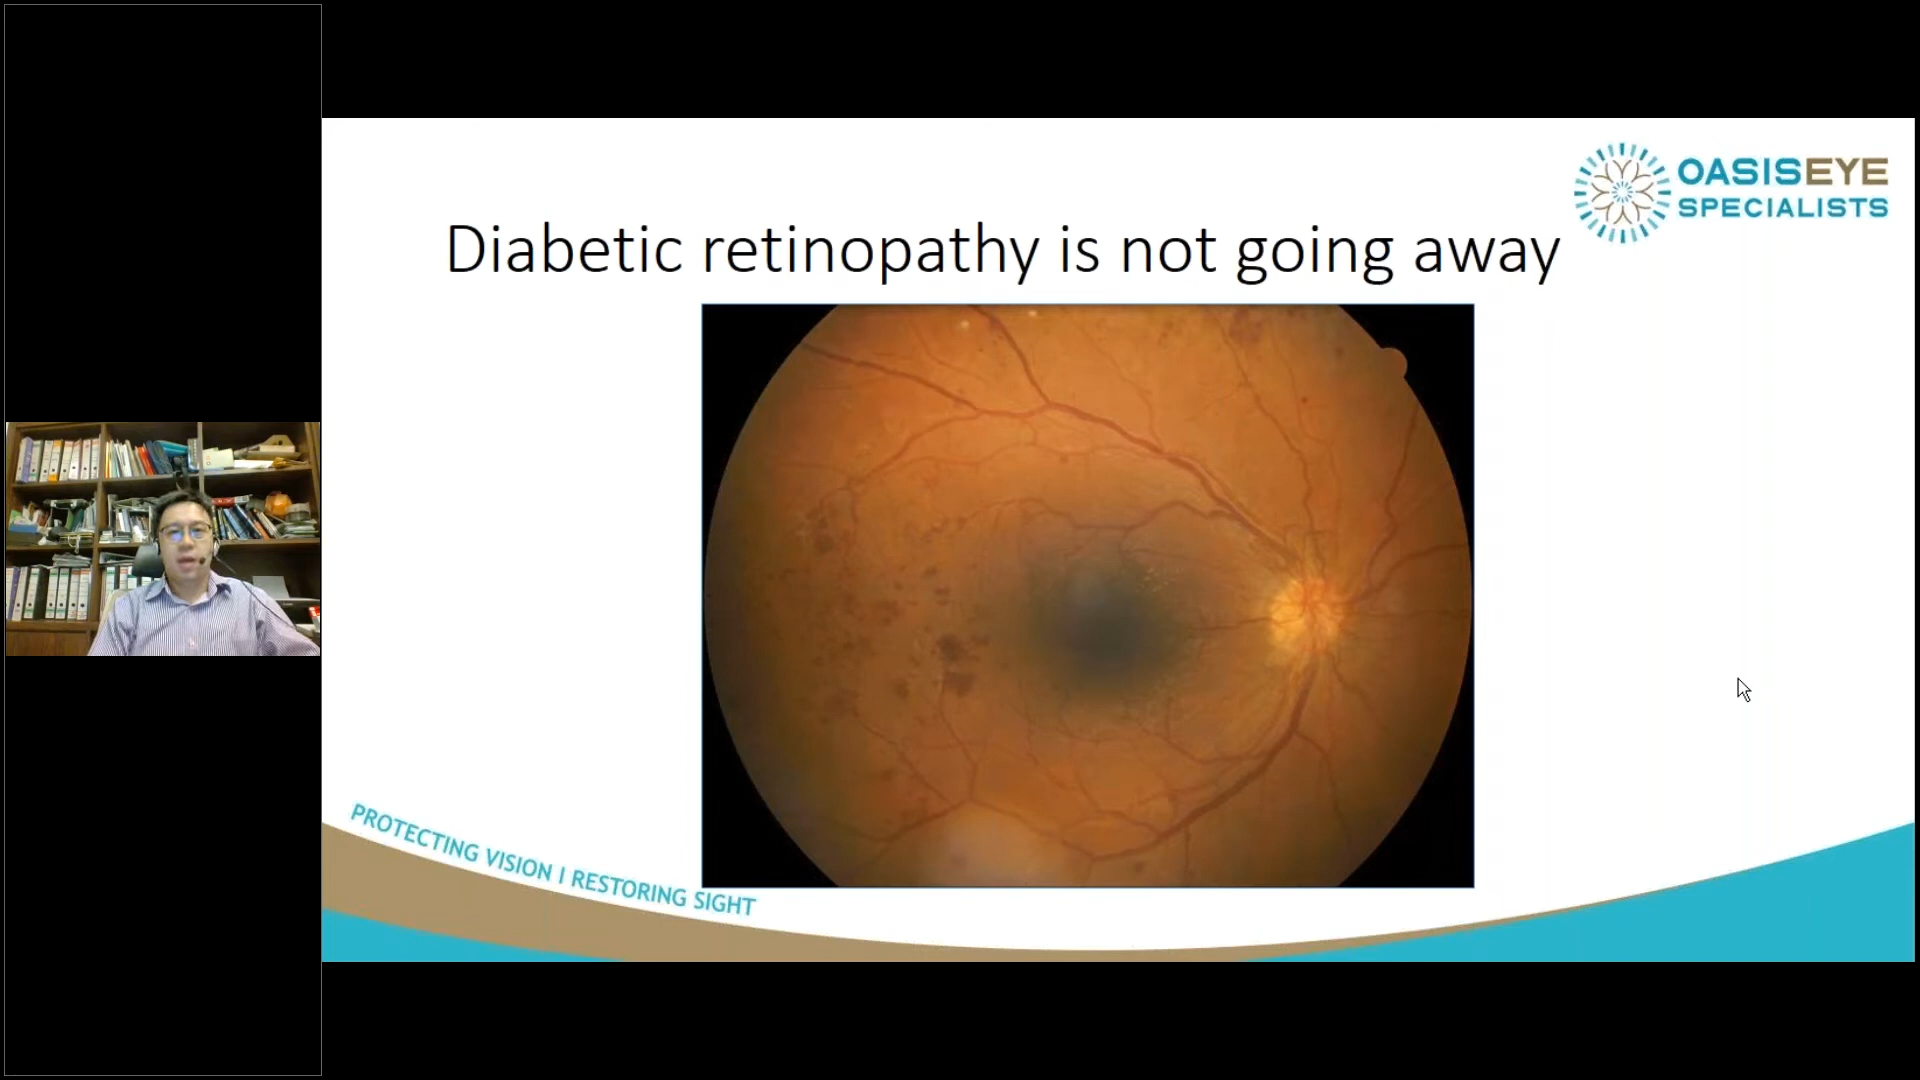 OASISEYE
SPECIALISTS
Diabetic retinopathy is not going away
PROTECTING VISION I RESTORING SIGHT